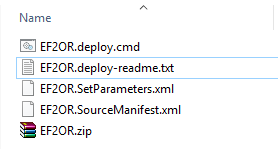 Name
EF2OR.deploy.cmd
EF2OR.deploy-readme.txt
EF2OR.SetParameters.xml
EF2OR.SourceManifest.xml
EF2OR.zip